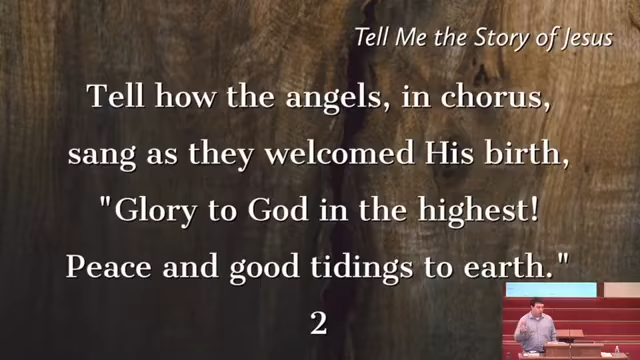 Tell Me the Story of Jesus
Tell how the angels, in chorus,
sang as they welcomed His birth,
"Glory to God in the highest!
Peace and good tidings to earth."
2